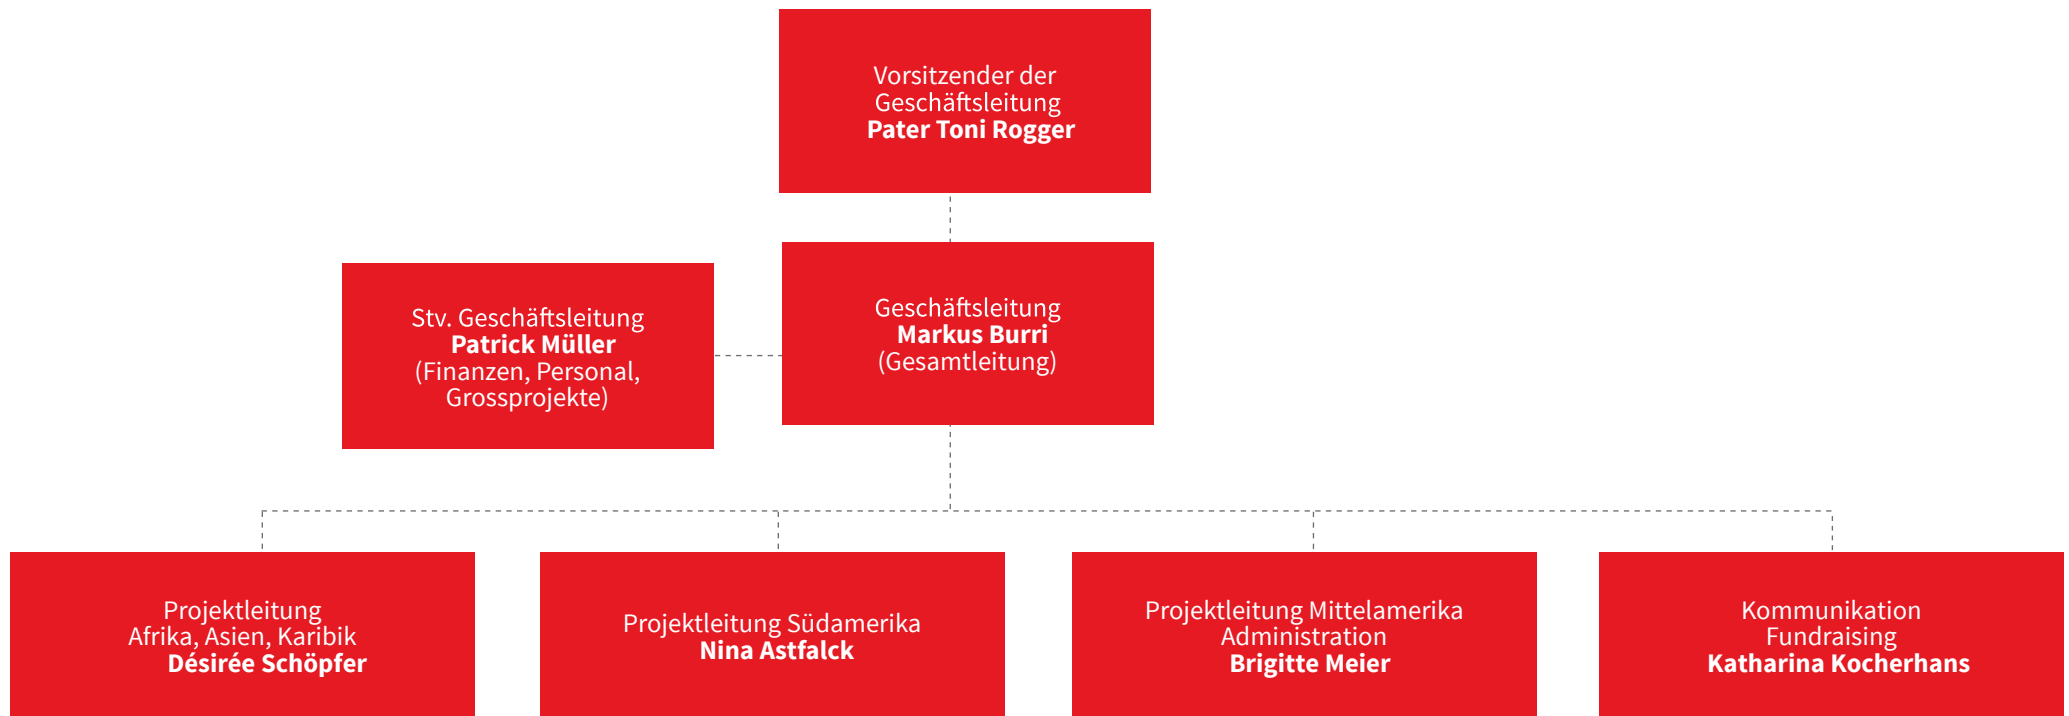 Vorsitzender der
Geschäftsleitung
Pater Toni Rogger
Stv. Geschäftsleitung
Patrick Müller
(Finanzen, Personal,
Grossprojekte)
Geschäftsleitung
Markus Burri
(Gesamtleitung)
Projektleitung
Afrika, Asien, Karibik
Désirée Schöpfer
Projektleitung Südamerika
Nina Astfalck
Projektleitung Mittelamerika
Administration
Brigitte Meier
Kommunikation
Fundraising
Katharina Kocherhans